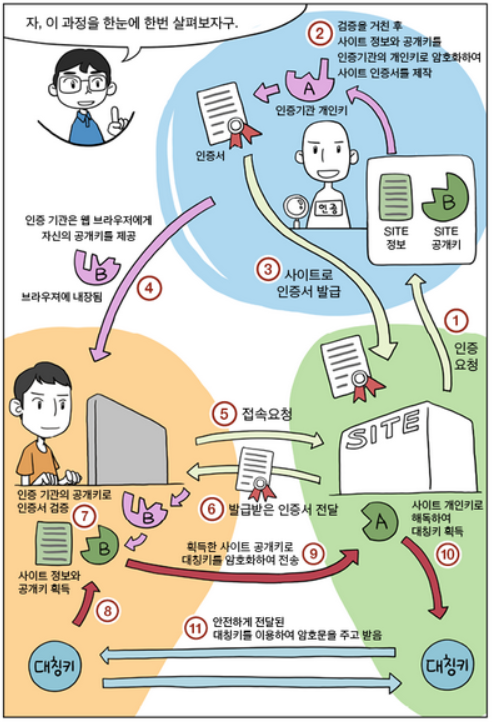 자, 이 과정을 한눈에 한번 살펴보자구.
② 검증을 거친 후
사이트 정보와 공개키를
인증기관의 개인키로 암호화하여
사이트 인증서를 제작
A
인증기관 개인키
인증서
인증
B
SITE
정보
SITE
공개키
인증 기관은 웹 브라우저에게
자신의 공개키를 제공
B
브라우져에 내장됨
④
③ 사이트로
인증서 발급
①
인증
요청
SITE
⑤ 접속요청
⑥ 발급받은 인증서 전달
인증 기관의 공개키로
인증서 검증 ⑦
B
B
사이트 정보와
공개키 획득
⑧
획득한 사이트 공개키로
대칭키를 암호화하여 전송 ⑨
A
사이트 개인키로
해독하여
대칭키 획득
⑩
⑪ 안전하게 전달된
대칭키를 이용하여 암호문을 주고 받음
대칭키
대칭키